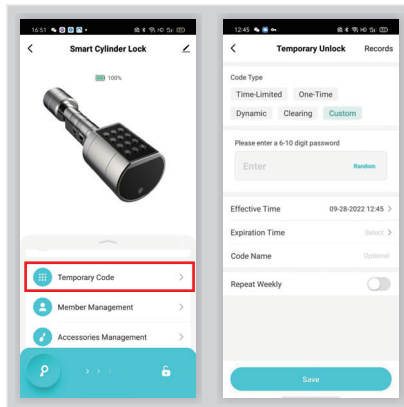 16:51
Smart Cylinder Lock
100%
Temporary Code
Member Management
Accessories Management
12:45
Temporary Unlock Records
Code Type
Time-Limited One-Time
Dynamic Clearing Custom
Please enter a 6-10 digit password
Enter Random
Effective Time 09-28-2022 12:45 >
Expiration Time Select >
Code Name Optional
Repeat Weekly
Save